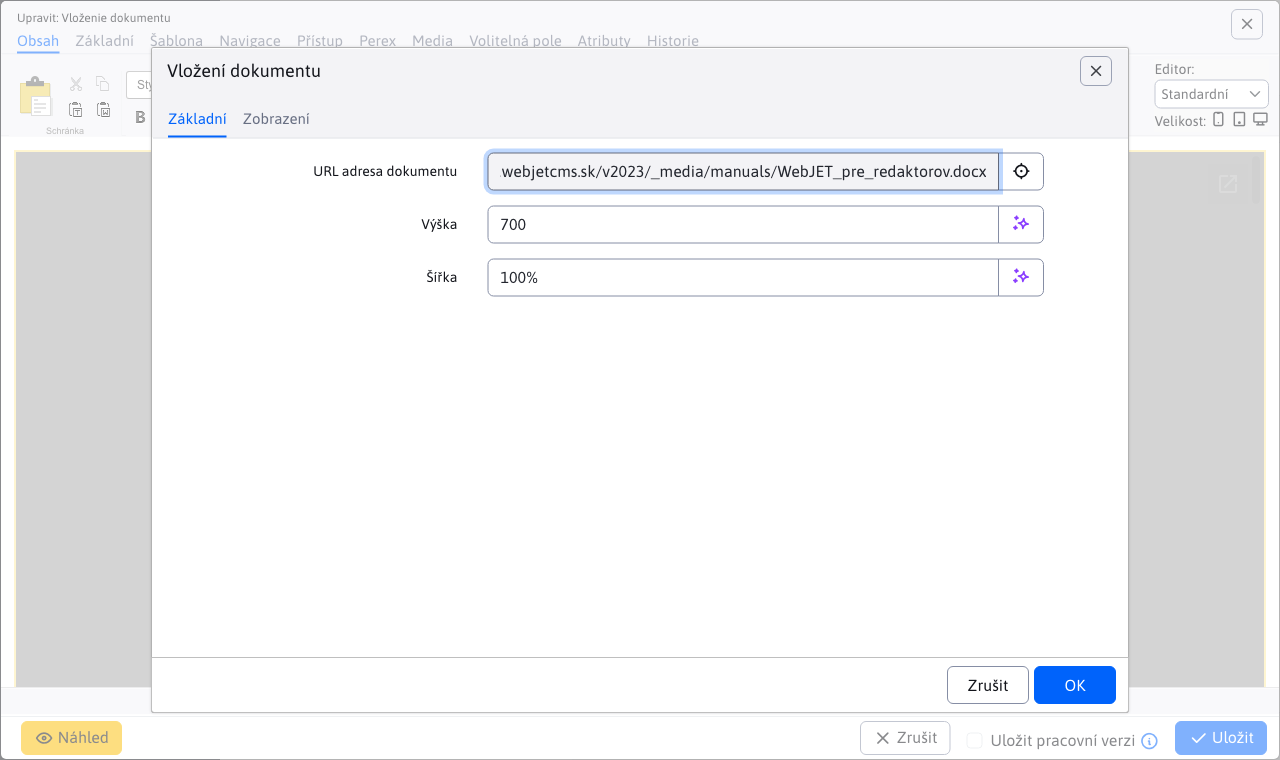 Upravit: Vloženie dokumentu
Obsah Základní Šablona Navigace Přístup Perex Media Volitelná pole Atributy Historie
Vložení dokumentu
Editor:
Standardní
Velikost:
Sty
B
Schránka
Základní Zobrazení
URL adresa dokumentu .webjetcms.sk/v2023/_media/manuals/WebJET_pre_redaktorov.docx
Výška 700
Šířka 100%
Zrušit OK
Náhled Zrušit Uložit pracovní verzi Uložit